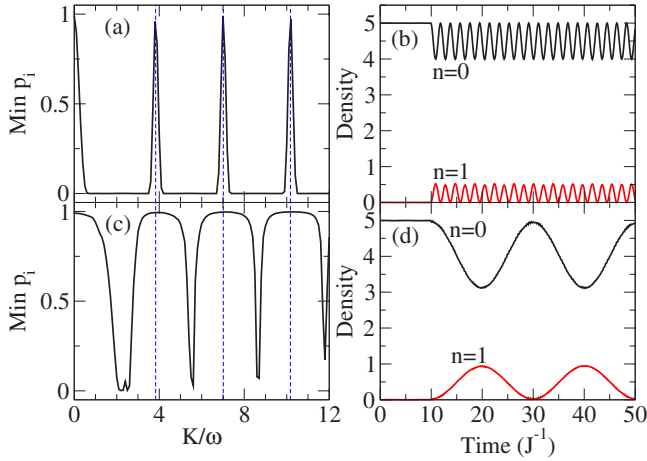 (a)
Min p_i
1
0.5
0
(b)
Density
5
4
3
2
1
0
n=0
n=1
(c)
Min p_i
1
0.5
0
0 4 8 12
K/ω
(d)
Density
5
4
3
2
1
0
n=0
n=1
0 10 20 30 40 50
Time (J⁻¹)